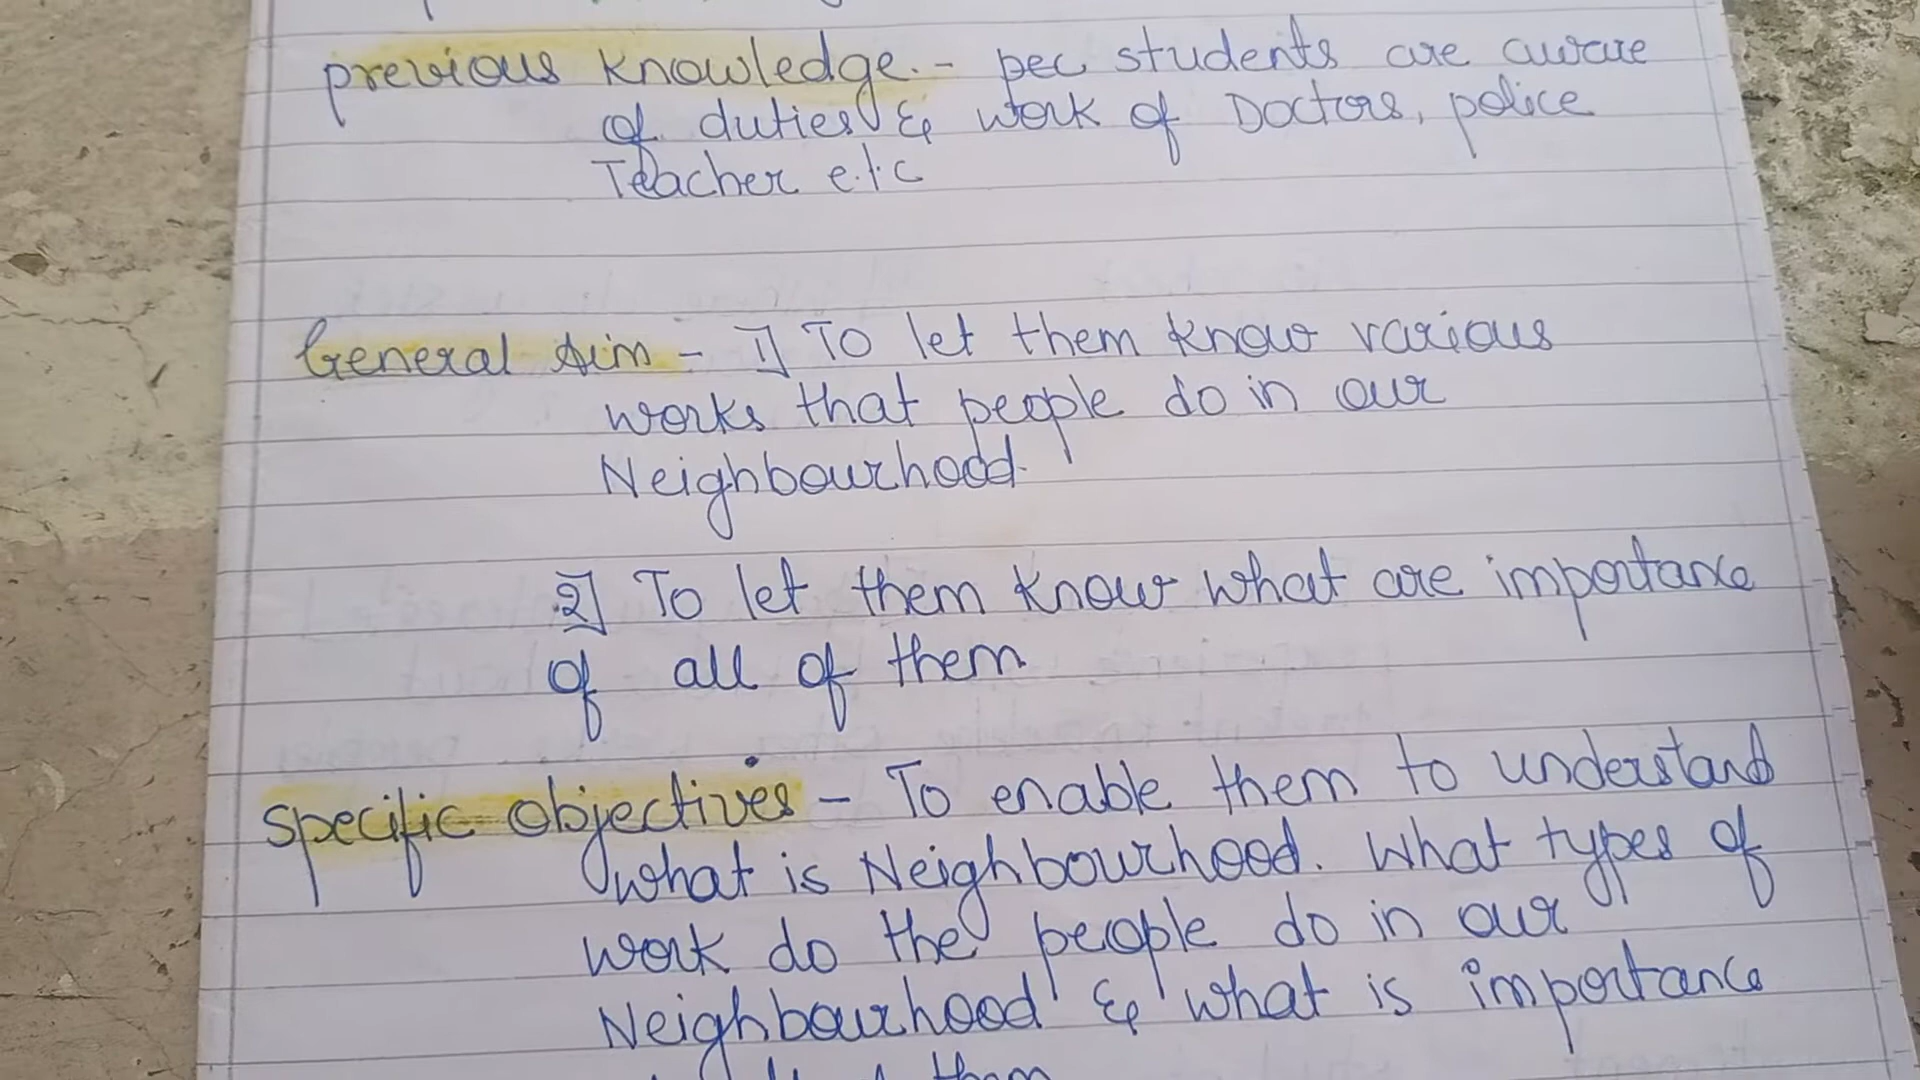 previous knowledge.- pec students are aware
of duties & work of Doctors, police
Teacher e.t.c
General Aim - 1] To let them know various
works that people do in our
Neighbourhood.
2] To let them know what are importance
of all of them
specific objectives - To enable them to understand
what is Neighbourhood. What types of
work do the people do in our
Neighbourhood & what is importance
them